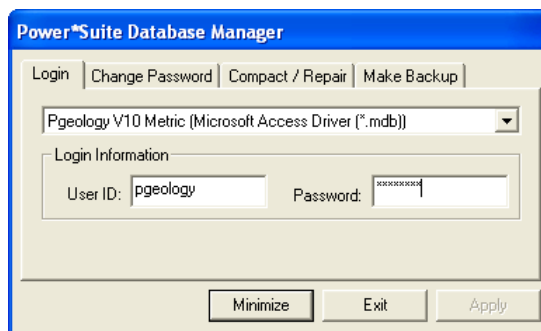 Power*Suite Database Manager
Login Change Password Compact / Repair Make Backup
Pgeology V10 Metric (Microsoft Access Driver (*.mdb))
Login Information
User ID: pgeology Password: ********
Minimize Exit Apply